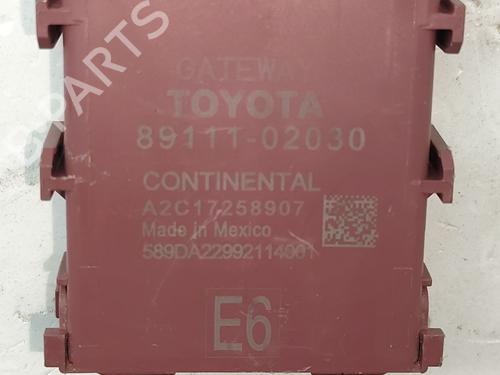 PARTS
GATEWAY
TOYOTA
89111-02030
CONTINENTAL
A2C17258907
Made in Mexico
589DA22992114001
E6